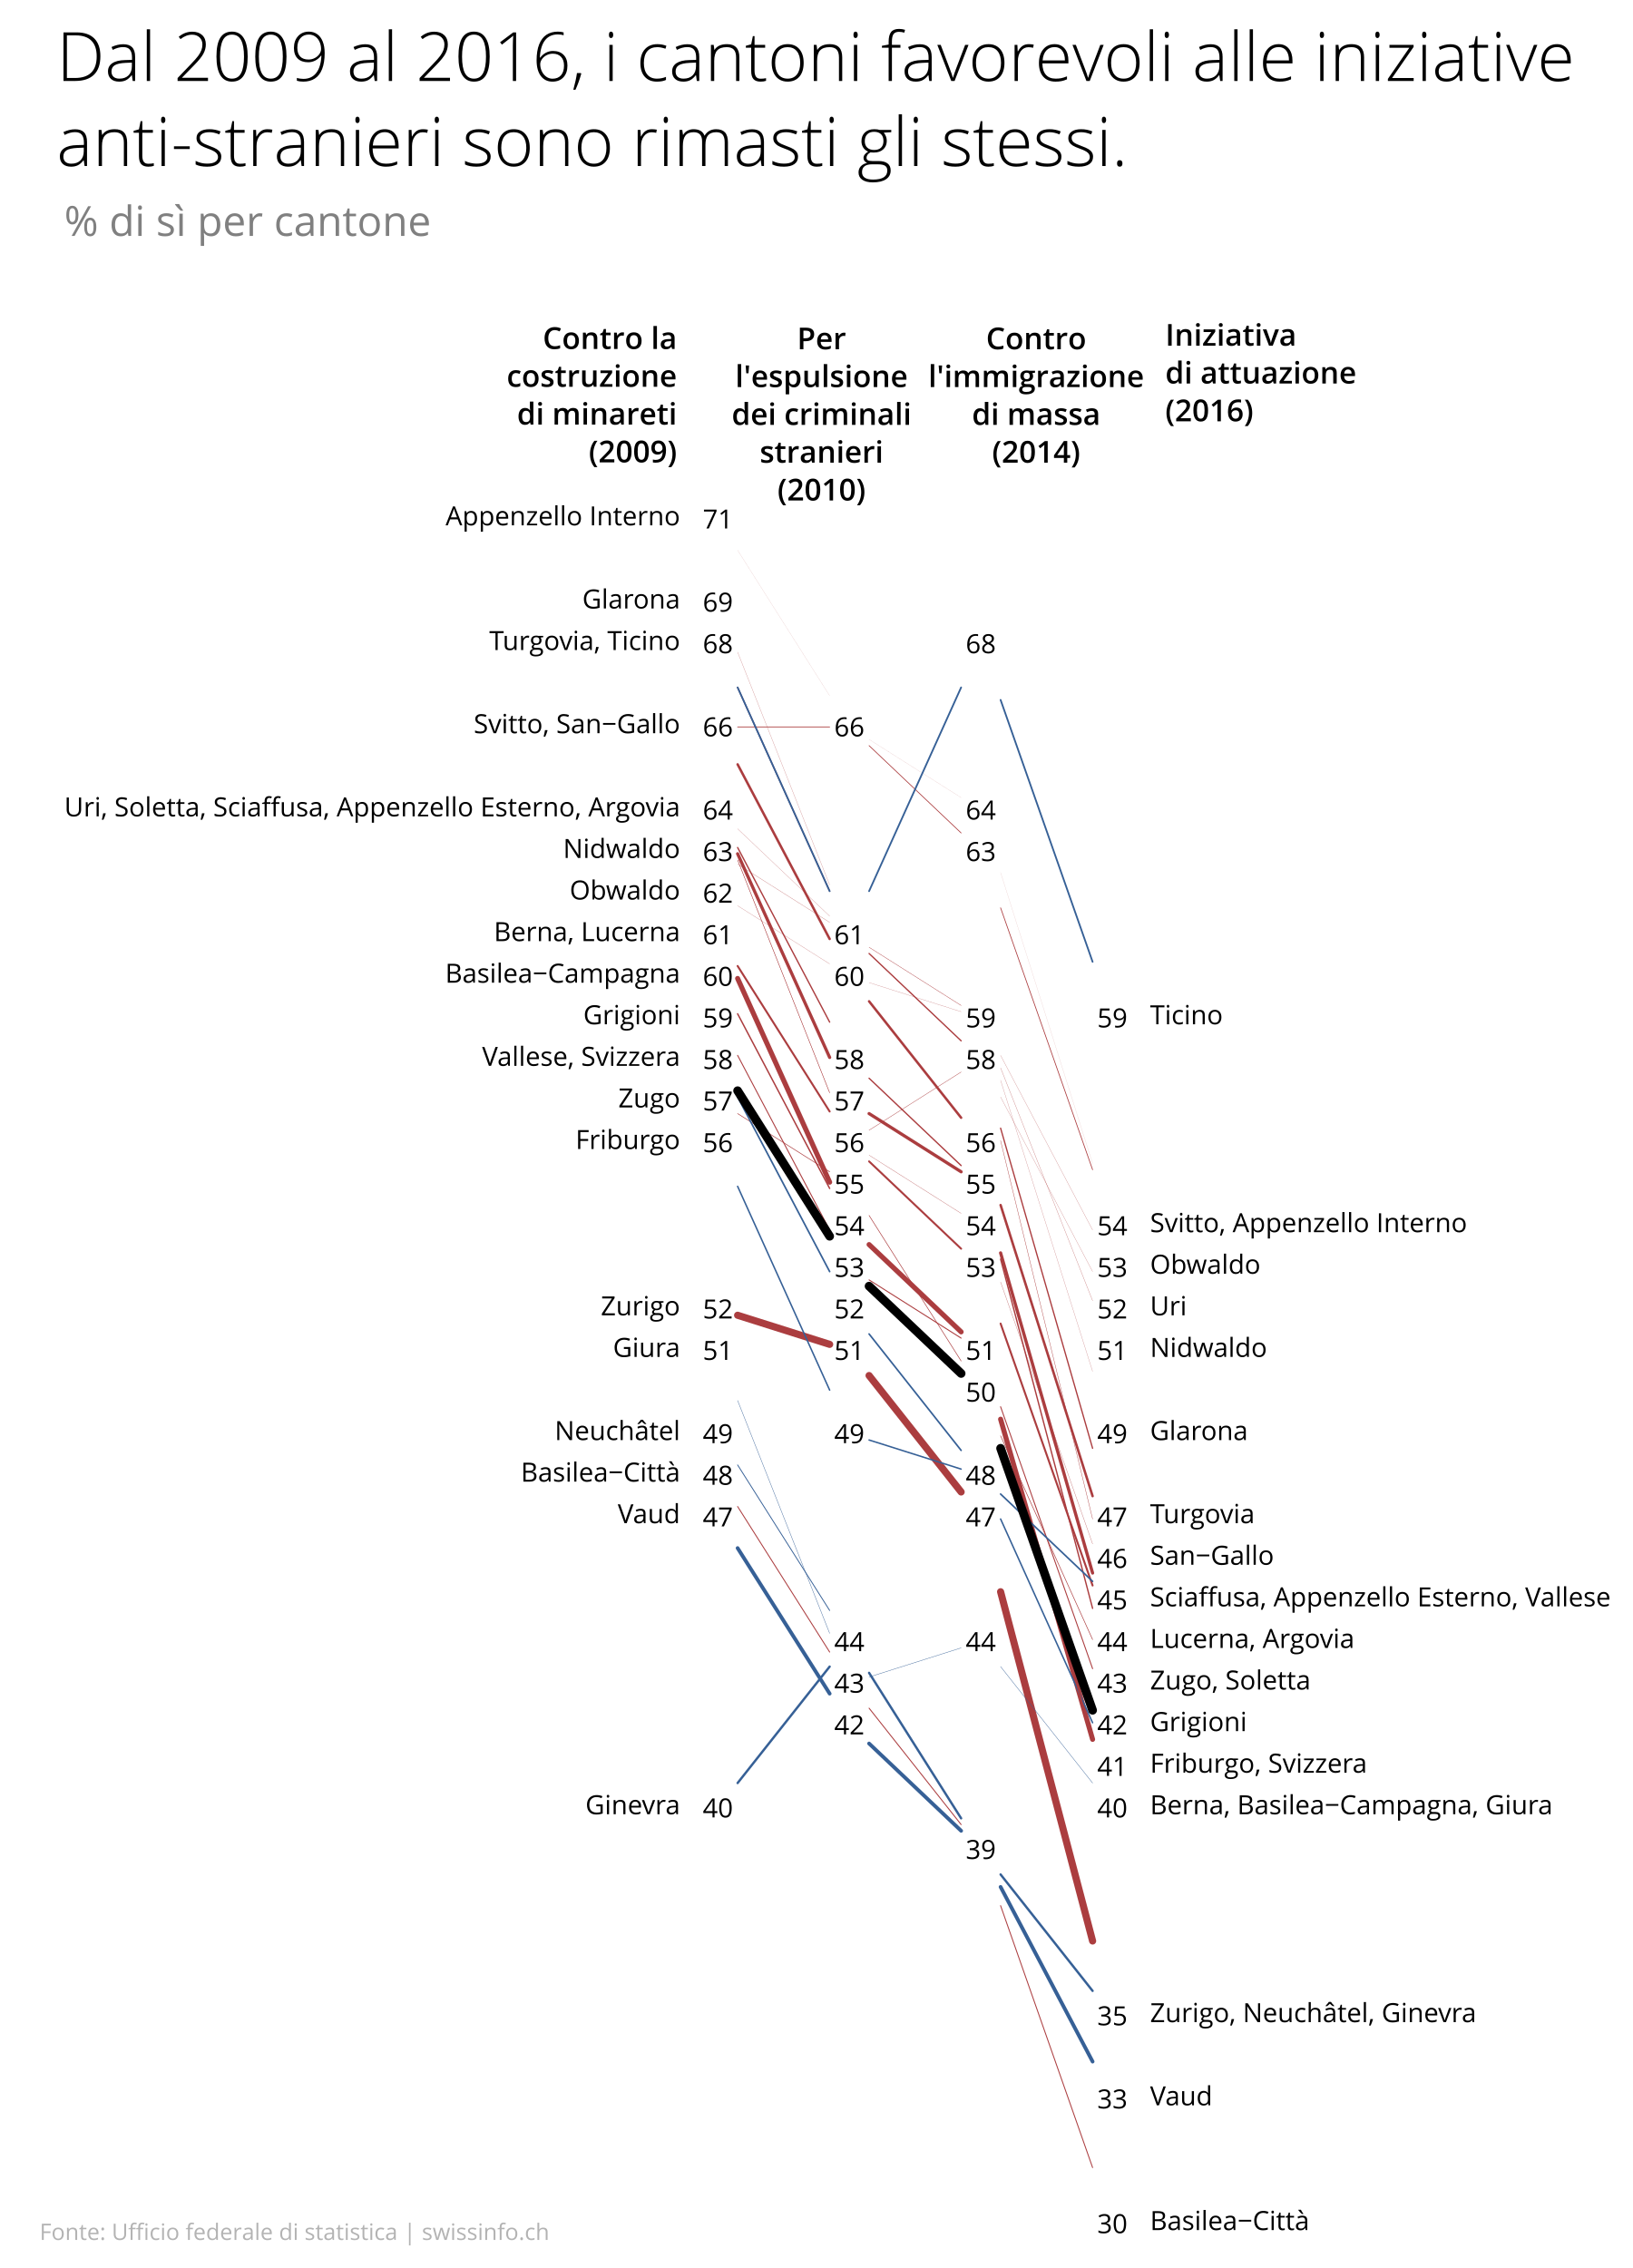 Dal 2009 al 2016, i cantoni favorevoli alle iniziative
anti-stranieri sono rimasti gli stessi.
% di sì per cantone
Contro la
costruzione
di minareti
(2009)
Per
l'espulsione
dei criminali
stranieri
(2010)
Contro
l'immigrazione
di massa
(2014)
Iniziativa
di attuazione
(2016)
Appenzello Interno 71
Glarona 69
Turgovia, Ticino 68 68
Svitto, San−Gallo 66 66
Uri, Soletta, Sciaffusa, Appenzello Esterno, Argovia 64 64
Nidwaldo 63 63
Obwaldo 62
Berna, Lucerna 61 61
Basilea−Campagna 60 60
Grigioni 59 59 59 Ticino
Vallese, Svizzera 58 58 58
Zugo 57 57
Friburgo 56 56 56
55 55
54 54 54 Svitto, Appenzello Interno
53 53 53 Obwaldo
Zurigo 52 52 52 Uri
Giura 51 51 51 51 Nidwaldo
50
Neuchâtel 49 49 49 Glarona
Basilea−Città 48 48
Vaud 47 47 47 Turgovia
46 San−Gallo
45 Sciaffusa, Appenzello Esterno, Vallese
44 44 44 Lucerna, Argovia
43 43 Zugo, Soletta
42 42 Grigioni
41 Friburgo, Svizzera
Ginevra 40 40 Berna, Basilea−Campagna, Giura
39
35 Zurigo, Neuchâtel, Ginevra
33 Vaud
30 Basilea−Città
Fonte: Ufficio federale di statistica | swissinfo.ch